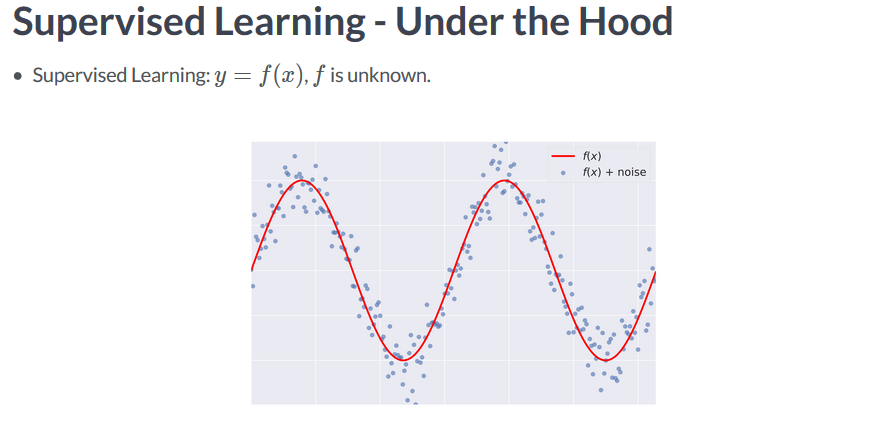 Supervised Learning - Under the Hood
• Supervised Learning: y = f(x), f is unknown.
f(x)
f(x) + noise